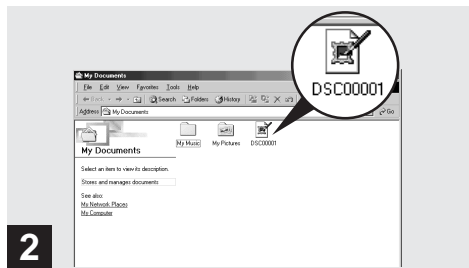 My Documents
File Edit View Favorites Tools Help
Back Search Folders History
Address My Documents Go
DSC00001
My Documents
My Music My Pictures DSC00001
Select an item to view its description.
Stores and manages documents
See also:
My Network Places
My Computer
2